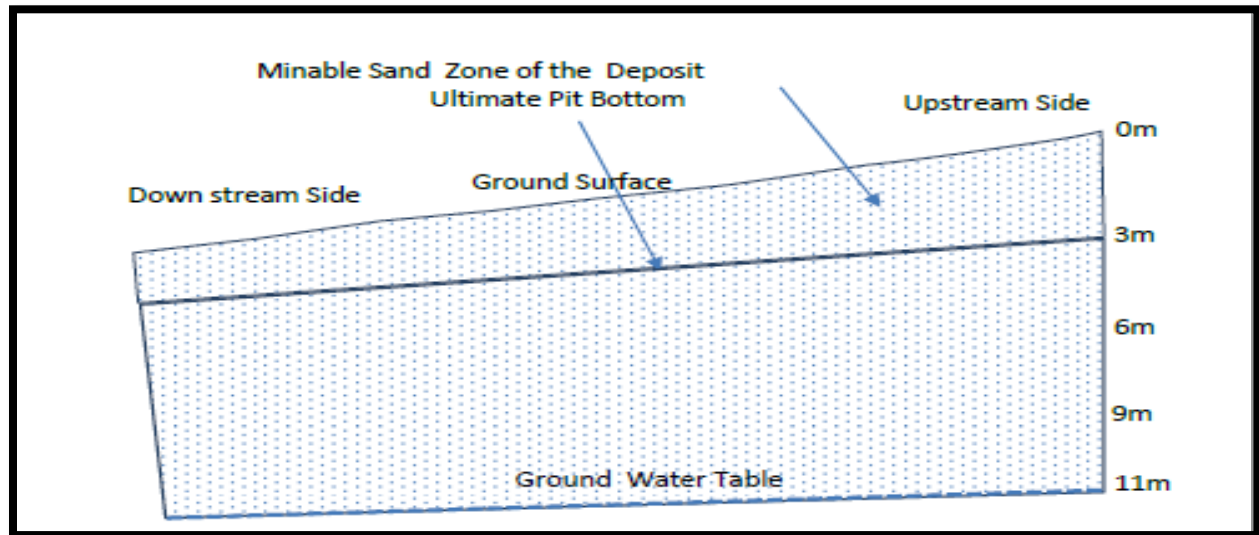 Minable Sand Zone of the Deposit
Ultimate Pit Bottom
Upstream Side
0m
Ground Surface
Down stream Side
3m
6m
9m
Ground Water Table
11m